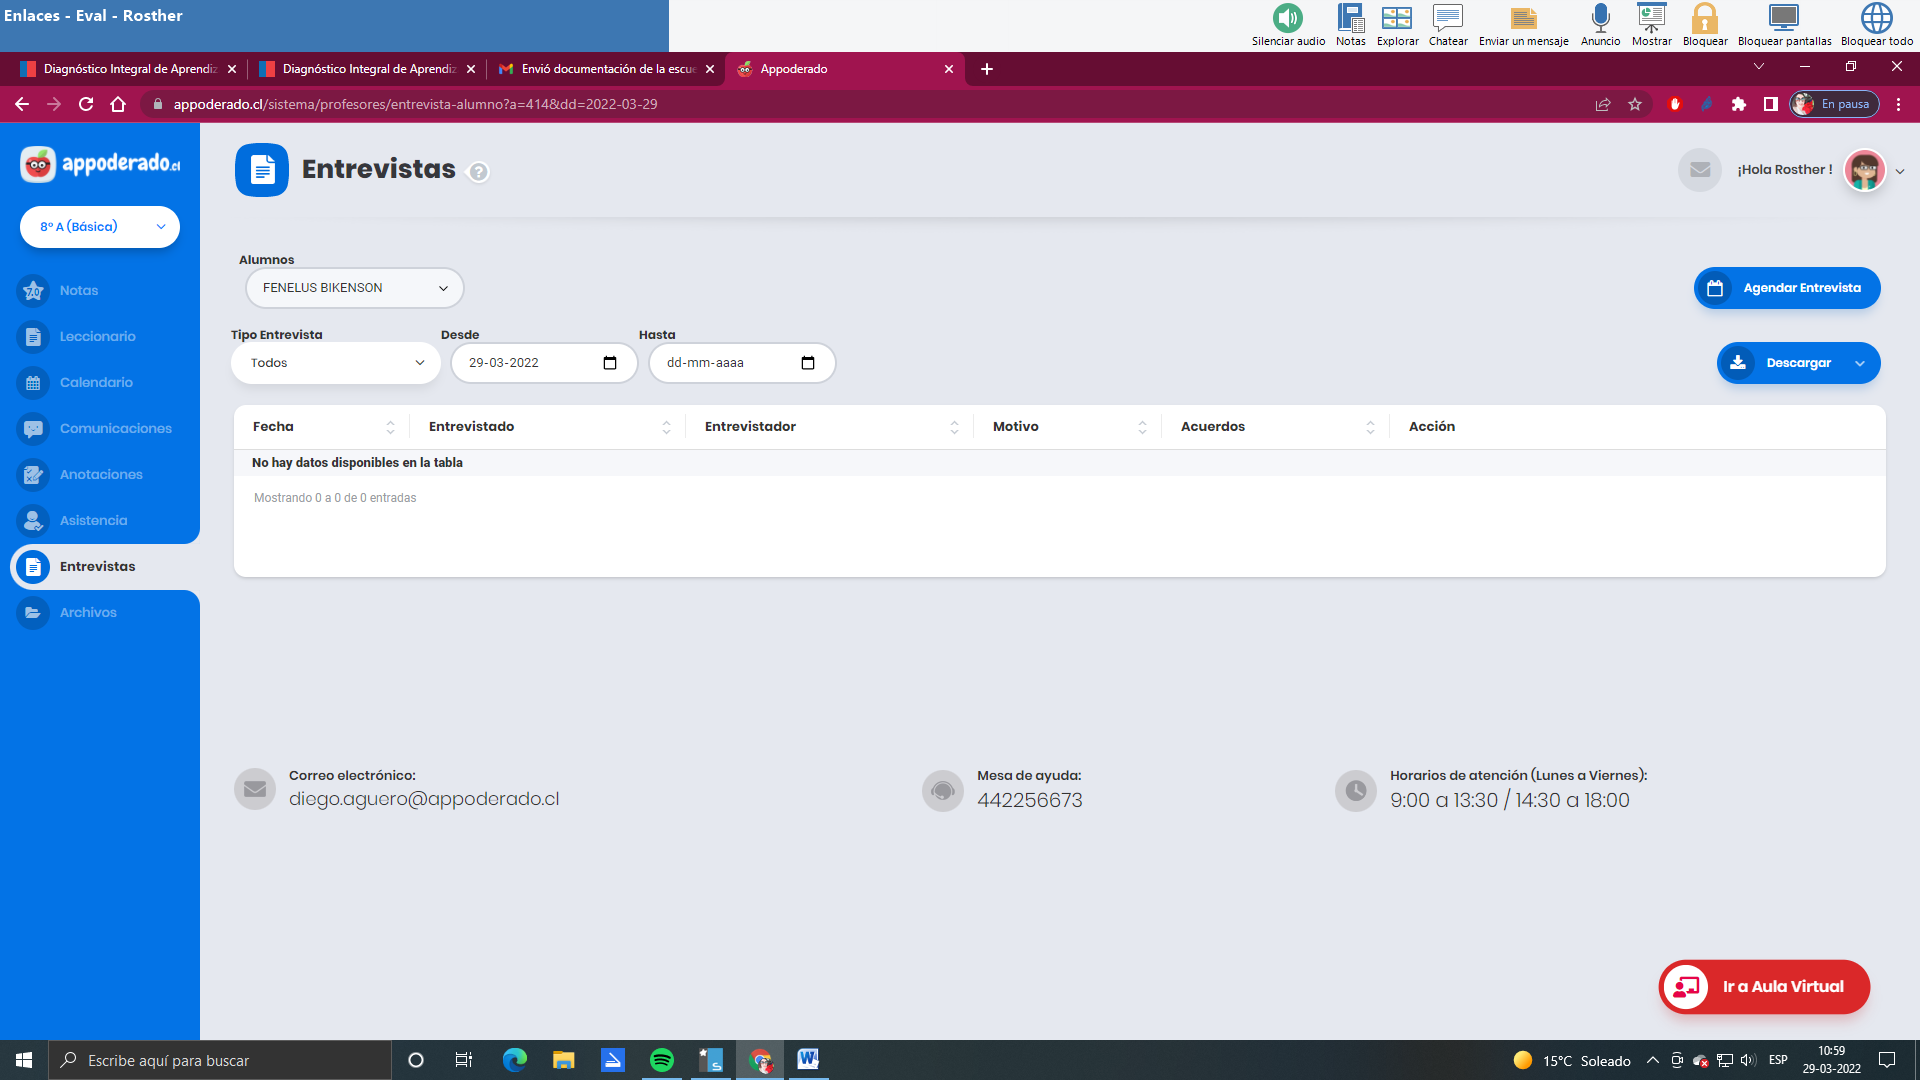 Enlaces - Eval - Rosther
Silenciar audio
Notas
Explorar
Chatear
Enviar un mensaje
Anuncio
Mostrar
Bloquear
Bloquear pantallas
Bloquear todo
Diagnóstico Integral de Aprendiz
Diagnóstico Integral de Aprendiz
Envió documentación de la escue
Appoderado
appoderado.cl/sistema/profesores/entrevista-alumno?a=414&dd=2022-03-29
En pausa
appoderado.cl
Entrevistas
?
¡Hola Rosther !
8º A (Básica)
Notas
Leccionario
Calendario
Comunicaciones
Anotaciones
Asistencia
Entrevistas
Archivos
Alumnos
FENELUS BIKENSON
Agendar Entrevista
Tipo Entrevista
Desde
Hasta
Todos
29-03-2022
dd-mm-aaaa
Descargar
Fecha
Entrevistado
Entrevistador
Motivo
Acuerdos
Acción
No hay datos disponibles en la tabla
Mostrando 0 a 0 de 0 entradas
Correo electrónico:
diego.aguero@appoderado.cl
Mesa de ayuda:
442256673
Horarios de atención (Lunes a Viernes):
9:00 a 13:30 / 14:30 a 18:00
Ir a Aula Virtual
Escribe aquí para buscar
15°C Soleado
ESP
10:59
29-03-2022